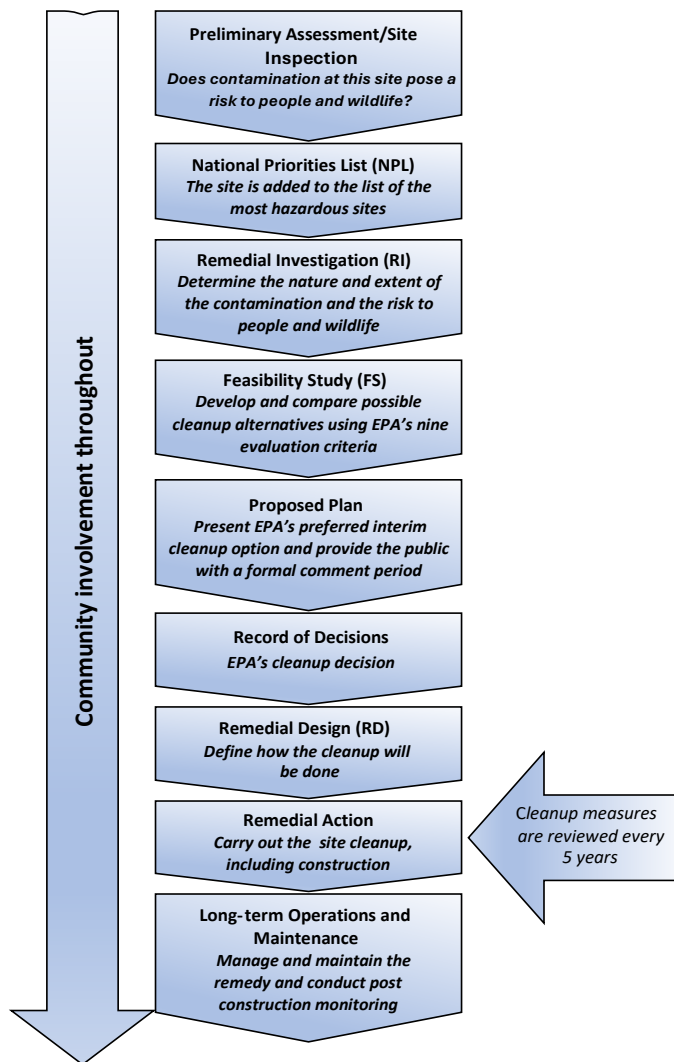 Community involvement throughout
Preliminary Assessment/Site
Inspection
Does contamination at this site pose a
risk to people and wildlife?
National Priorities List (NPL)
The site is added to the list of the
most hazardous sites
Remedial Investigation (RI)
Determine the nature and extent of
the contamination and the risk to
people and wildlife
Feasibility Study (FS)
Develop and compare possible
cleanup alternatives using EPA’s nine
evaluation criteria
Proposed Plan
Present EPA’s preferred interim
cleanup option and provide the public
with a formal comment period
Record of Decisions
EPA’s cleanup decision
Remedial Design (RD)
Define how the cleanup will
be done
Remedial Action
Carry out the site cleanup,
including construction
Cleanup measures
are reviewed every
5 years
Long-term Operations and
Maintenance
Manage and maintain the
remedy and conduct post
construction monitoring